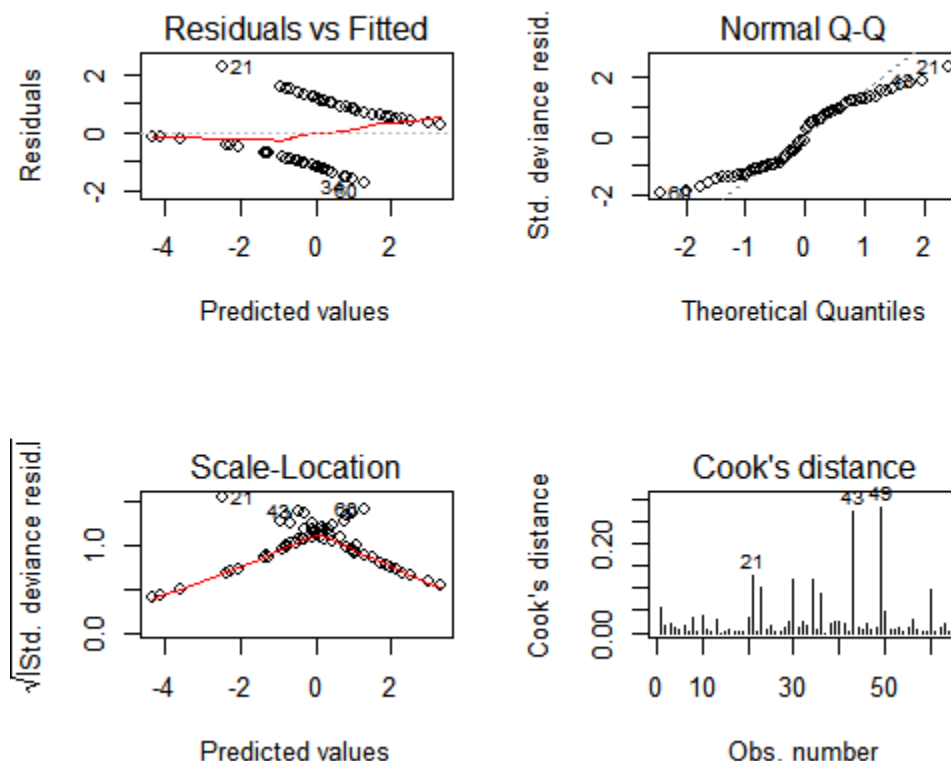 Residuals vs Fitted
Residuals
2
0
-2
21
34
60
-4 -2 0 2
Predicted values
Normal Q-Q
Std. deviance resid.
2
0
-2
21
43
60
-2 -1 0 1 2
Theoretical Quantiles
Scale-Location
√|Std. deviance resid.|
1.0
0.0
21
43
60
-4 -2 0 2
Predicted values
Cook's distance
Cook's distance
0.20
0.00
21
43
49
0 10 30 50
Obs. number